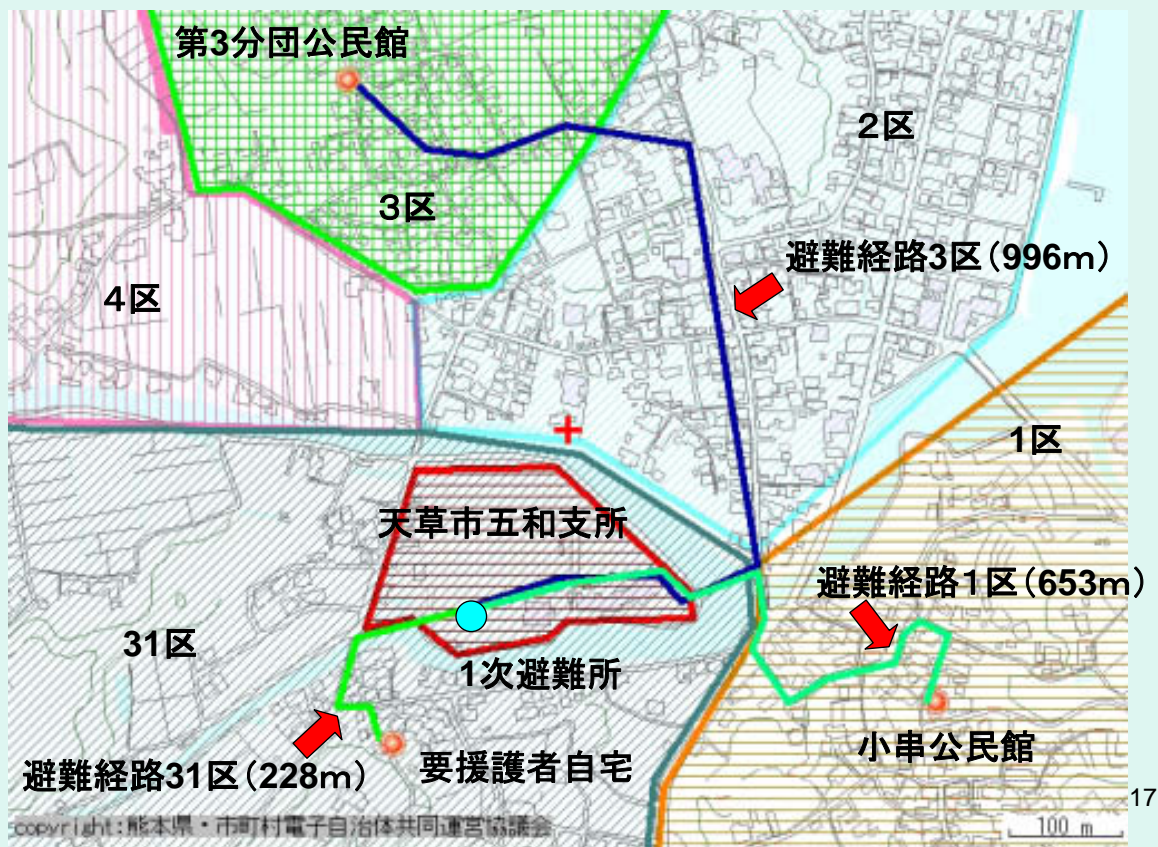 第3分団公民館
2区
3区
避難経路3区(996m)
4区
1区
天草市五和支所
避難経路1区(653m)
31区
1次避難所
小串公民館
要援護者自宅
避難経路31区(228m)
17
copyright:熊本県・市町村電子自治体共同運営協議会
100 m